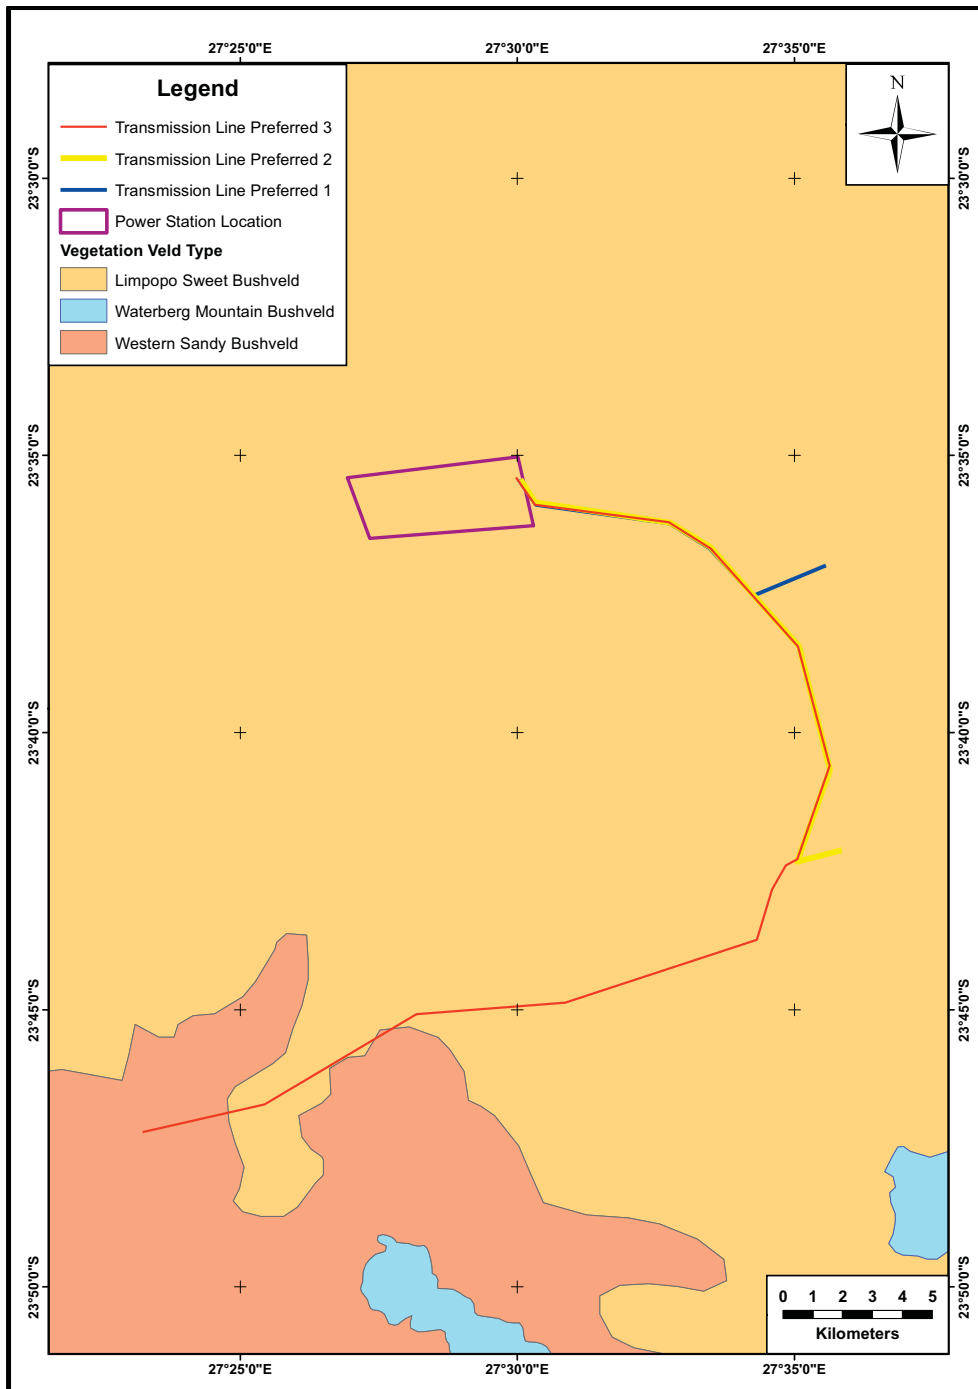 27°25'0"E 27°30'0"E 27°35'0"E
Legend
Transmission Line Preferred 3
Transmission Line Preferred 2
Transmission Line Preferred 1
Power Station Location
Vegetation Veld Type
Limpopo Sweet Bushveld
Waterberg Mountain Bushveld
Western Sandy Bushveld
N
23°30'0"S 23°30'0"S
23°35'0"S 23°35'0"S
23°40'0"S 23°40'0"S
23°45'0"S 23°45'0"S
23°50'0"S 23°50'0"S
0 1 2 3 4 5
Kilometers
27°25'0"E 27°30'0"E 27°35'0"E